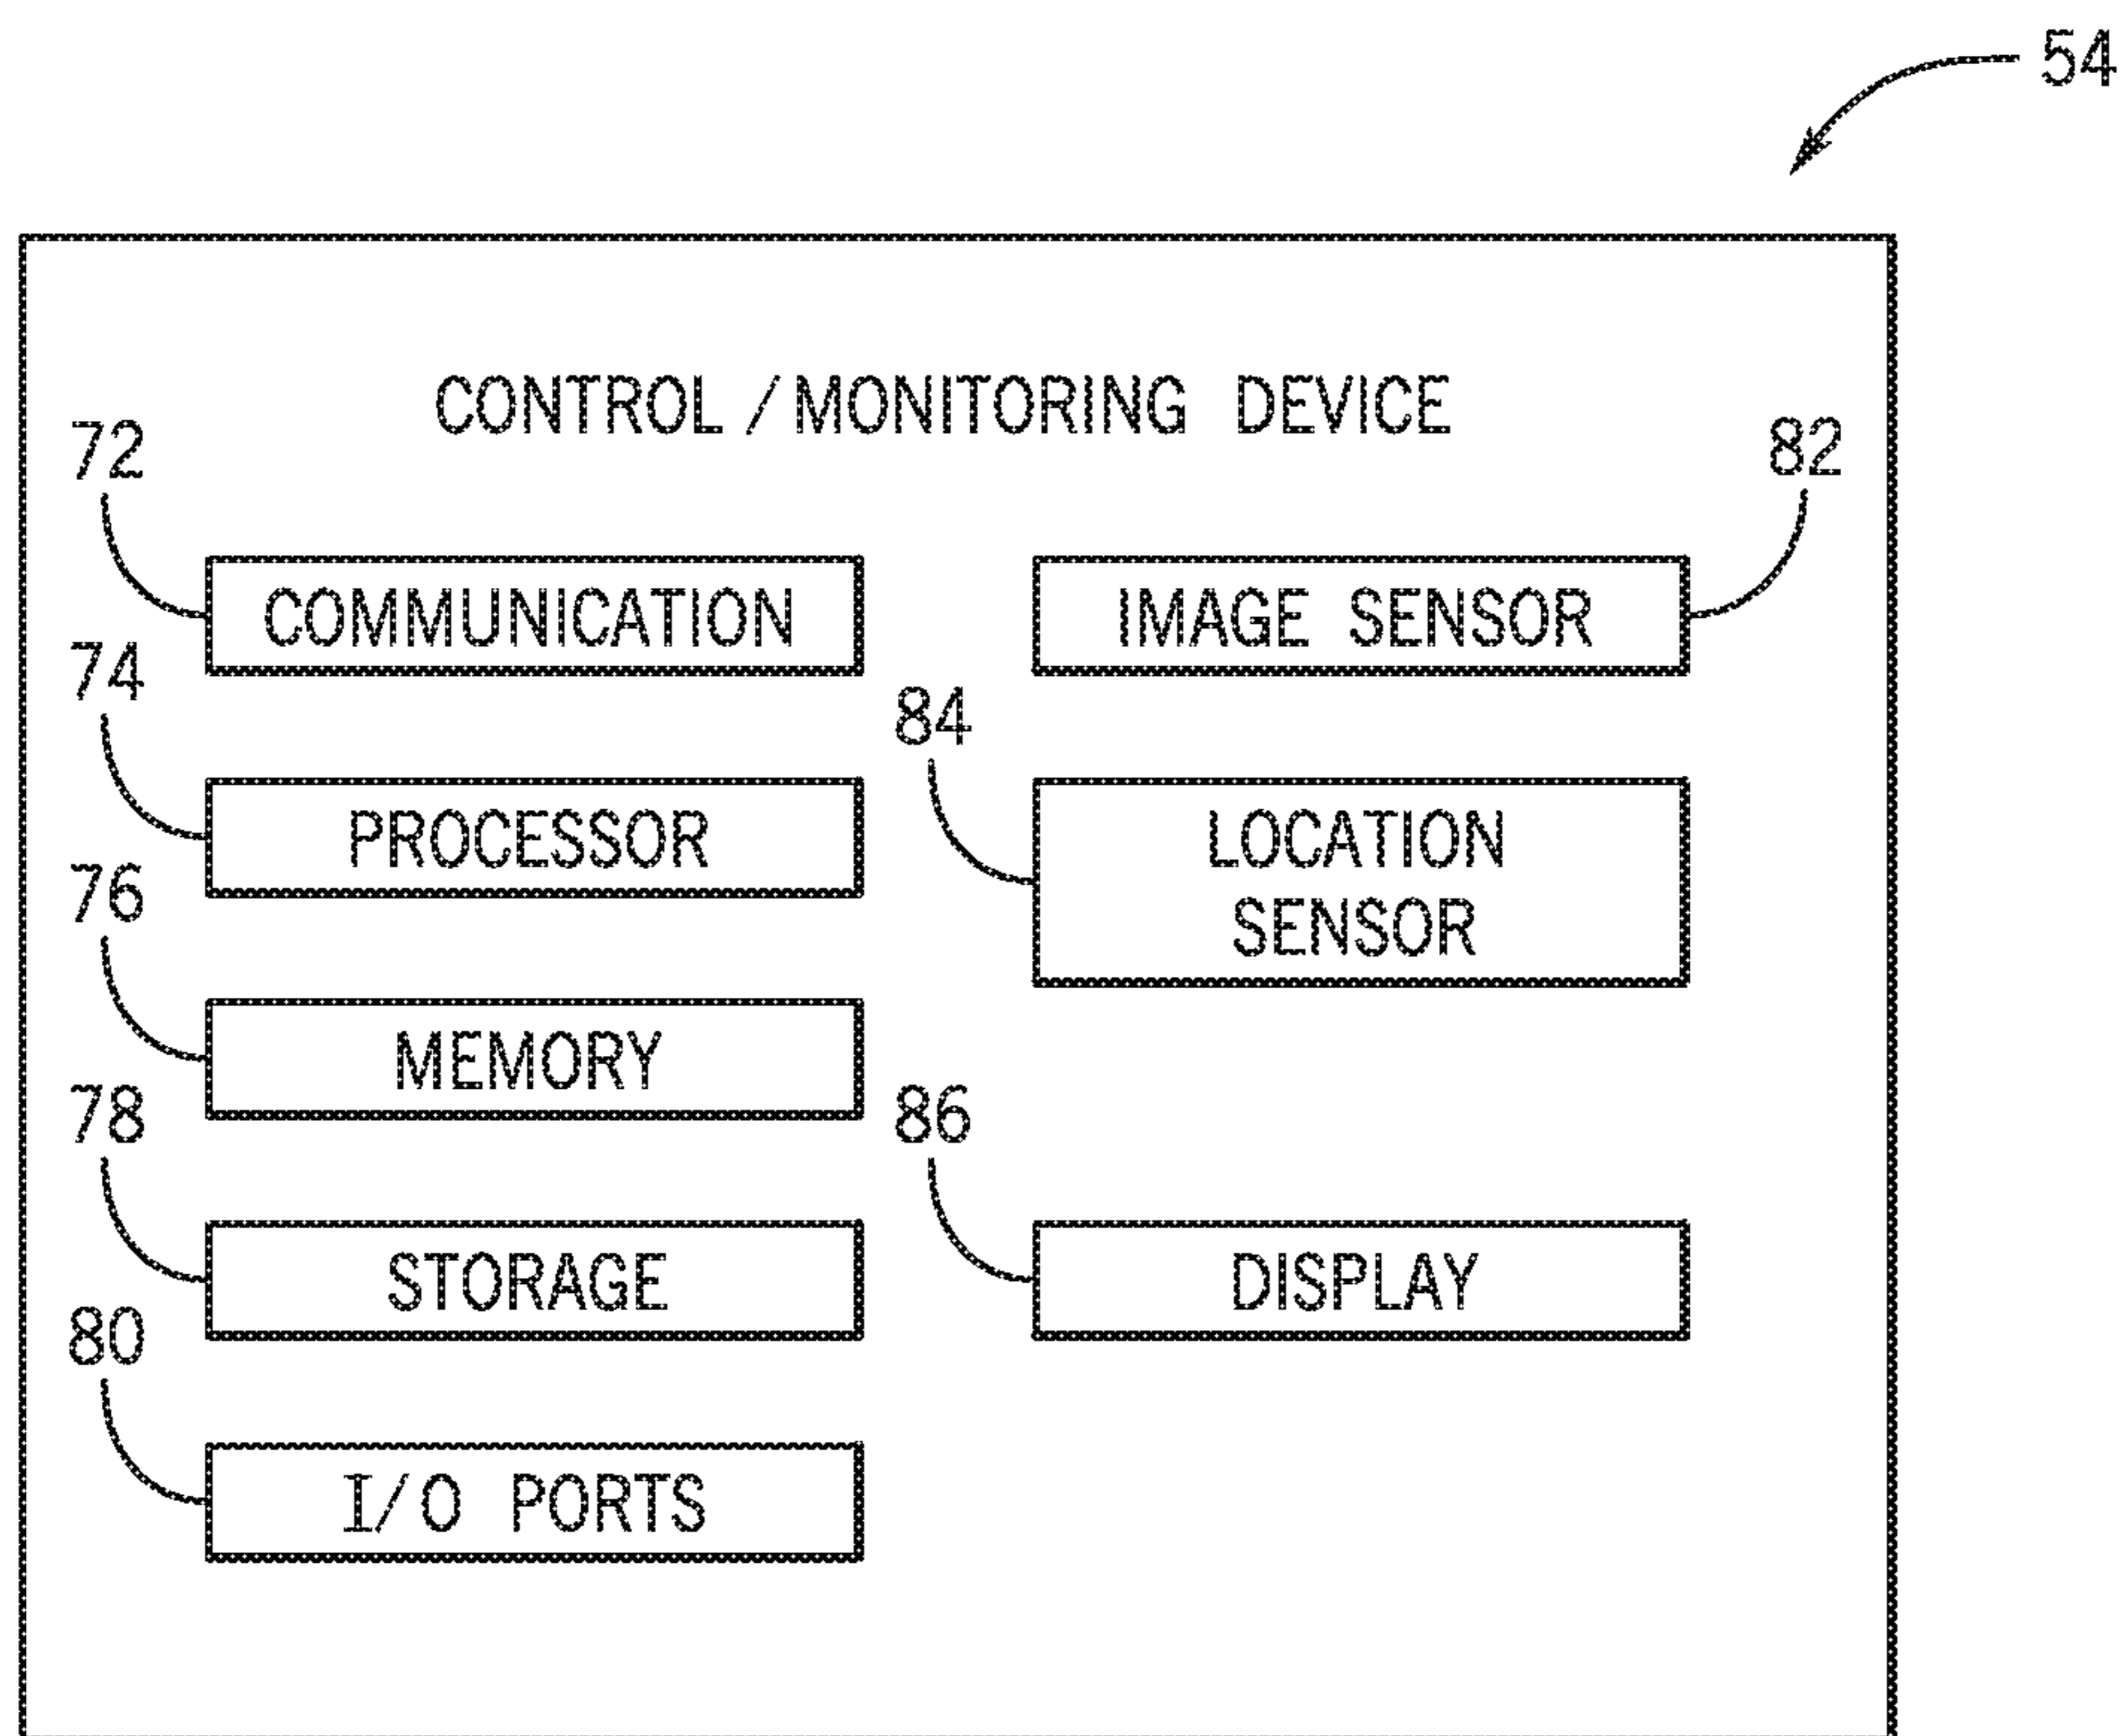 54
CONTROL / MONITORING DEVICE
72
COMMUNICATION
74
PROCESSOR
76
MEMORY
78
STORAGE
80
I/O PORTS
82
IMAGE SENSOR
84
LOCATION
SENSOR
86
DISPLAY